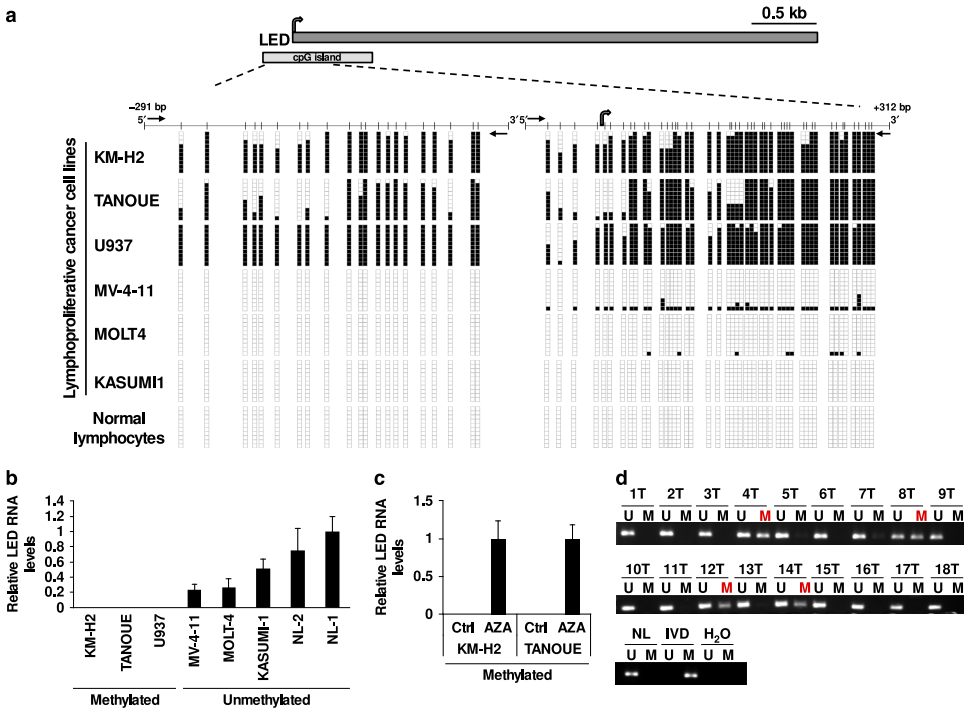 a
0.5 kb
LED
cpG island
−291 bp
+312 bp
5′
3′5′
3′
Lymphoproliferative cancer cell lines
KM-H2
TANOUE
U937
MV-4-11
MOLT4
KASUMI1
Normal
lymphocytes
b
Relative LED RNA
levels
1.4
1.2
1
0.8
0.6
0.4
0.2
0
KM-H2
TANOUE
U937
MV-4-11
MOLT-4
KASUMI-1
NL-2
NL-1
Methylated
Unmethylated
c
Relative LED RNA
levels
1.5
1
0.5
0
Ctrl AZA Ctrl AZA
KM-H2 TANOUE
Methylated
d
1T 2T 3T 4T 5T 6T 7T 8T 9T
U M U M U M U M U M U M U M U M U M
10T 11T 12T 13T 14T 15T 16T 17T 18T
U M U M U M U M U M U M U M U M U M
NL IVD H₂O
U M U M U M